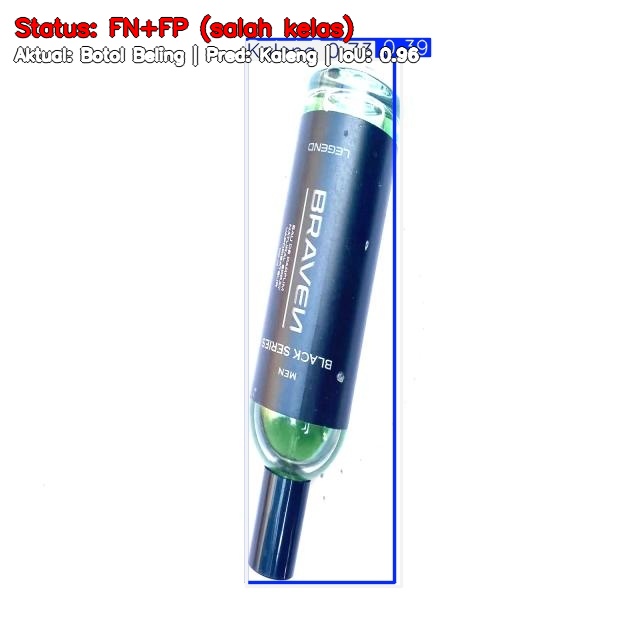 Status: FN+FP (salah kelas)
Aktual: Botol Beling | Pred: Kaleng | IoU: 0.96
0.39
LEGEND
BRAVEN
BLACK SERIES
MEN